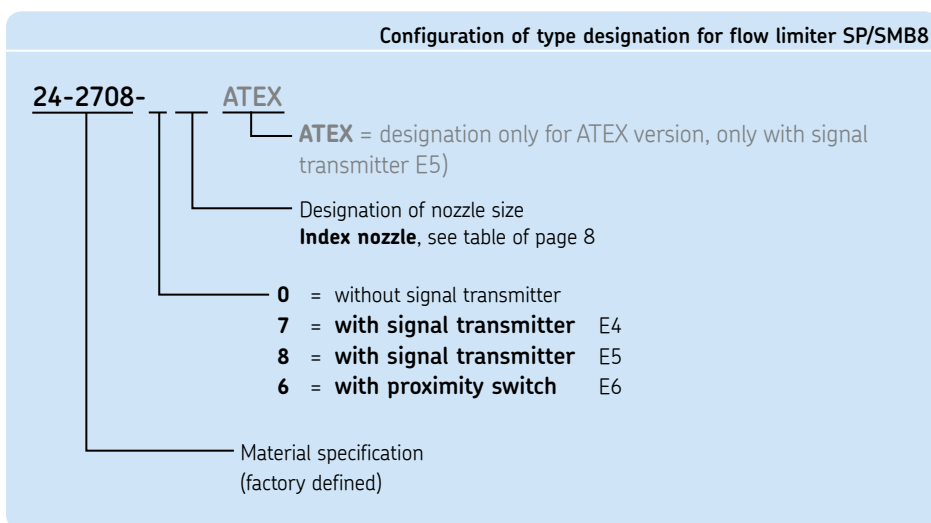 Configuration of type designation for flow limiter SP/SMB8
24-2708- _ __ ATEX
ATEX = designation only for ATEX version, only with signal
transmitter E5)
Designation of nozzle size
Index nozzle, see table of page 8
0 = without signal transmitter
7 = with signal transmitter E4
8 = with signal transmitter E5
6 = with proximity switch E6
Material specification
(factory defined)